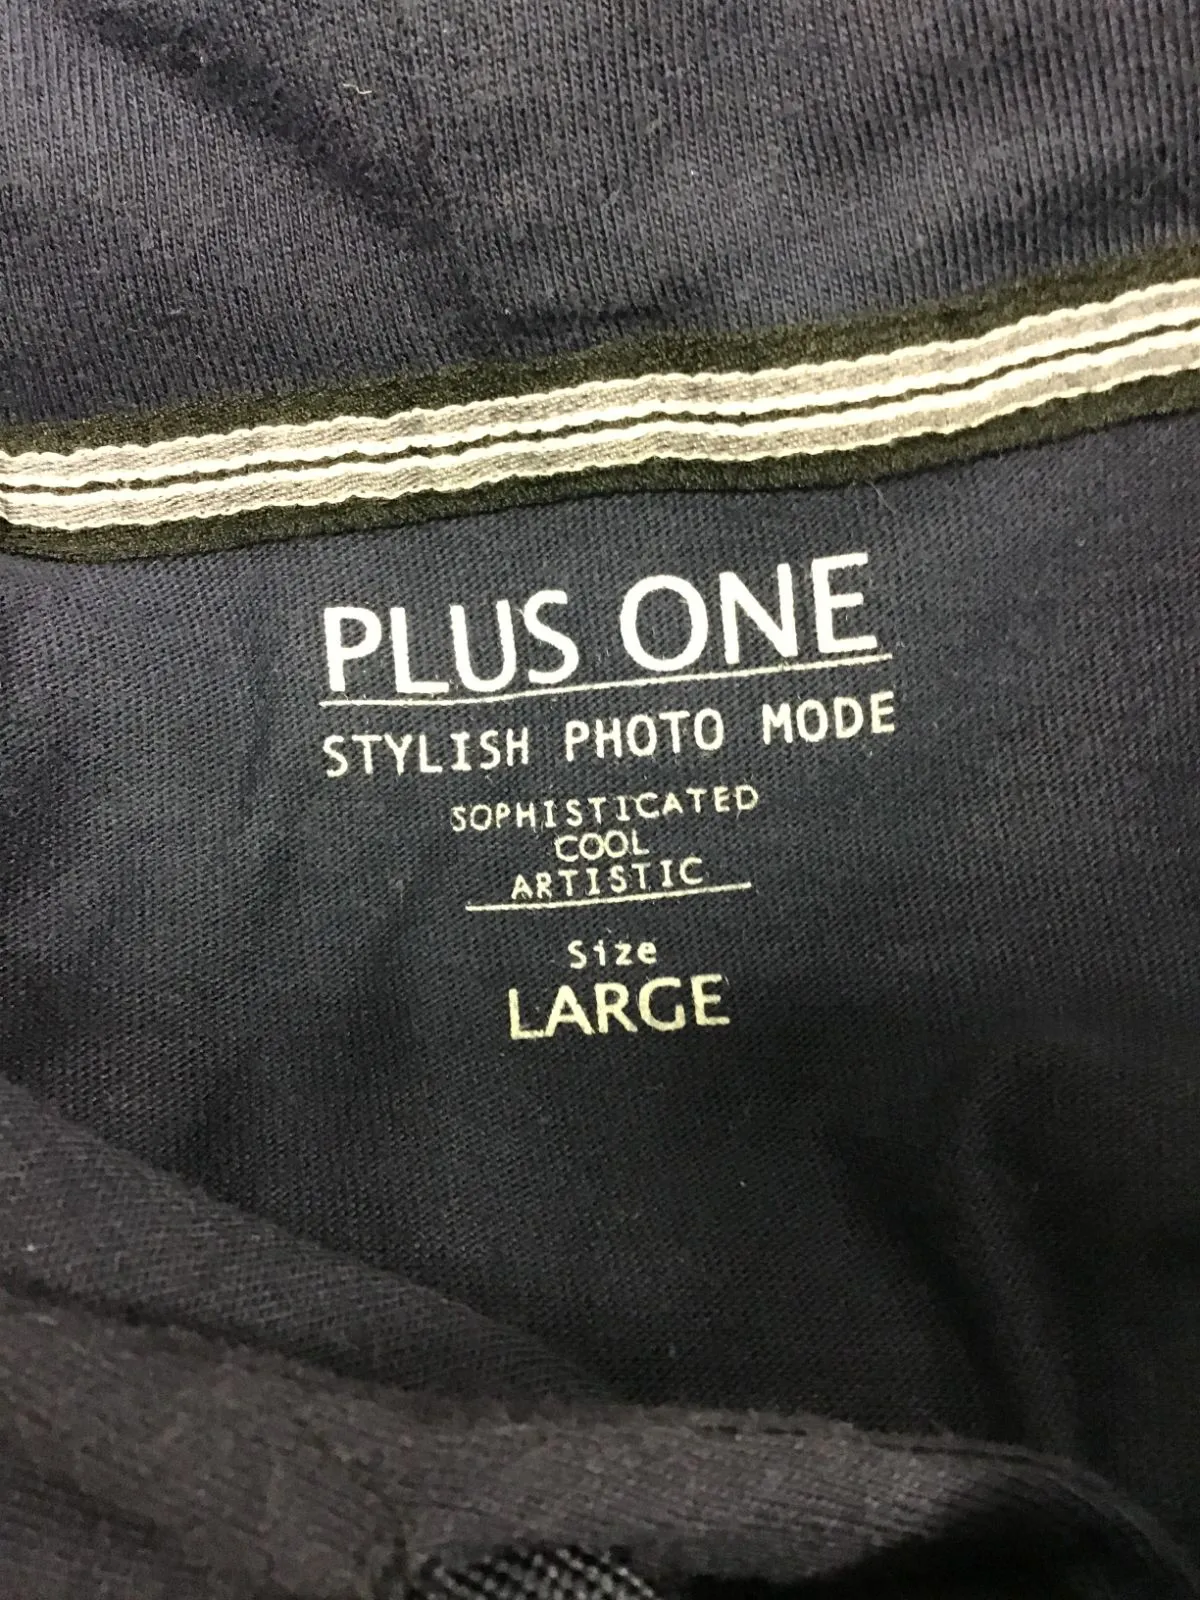 PLUS ONE
STYLISH PHOTO MODE
SOPHISTICATED
COOL
ARTISTIC
Size
LARGE